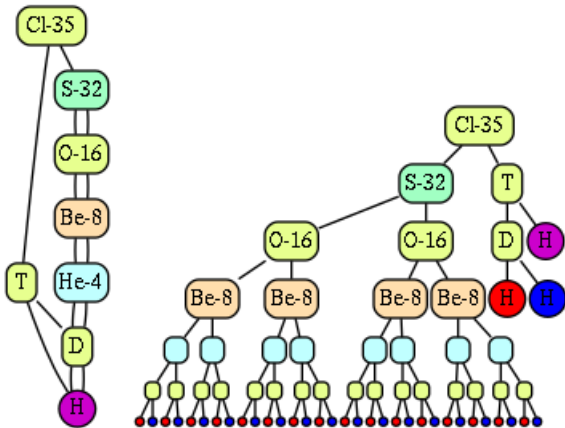 Cl-35
S-32
O-16
Be-8
T He-4
D
H
Cl-35
S-32 T
O-16 O-16 D H
Be-8 Be-8 Be-8 Be-8 H H